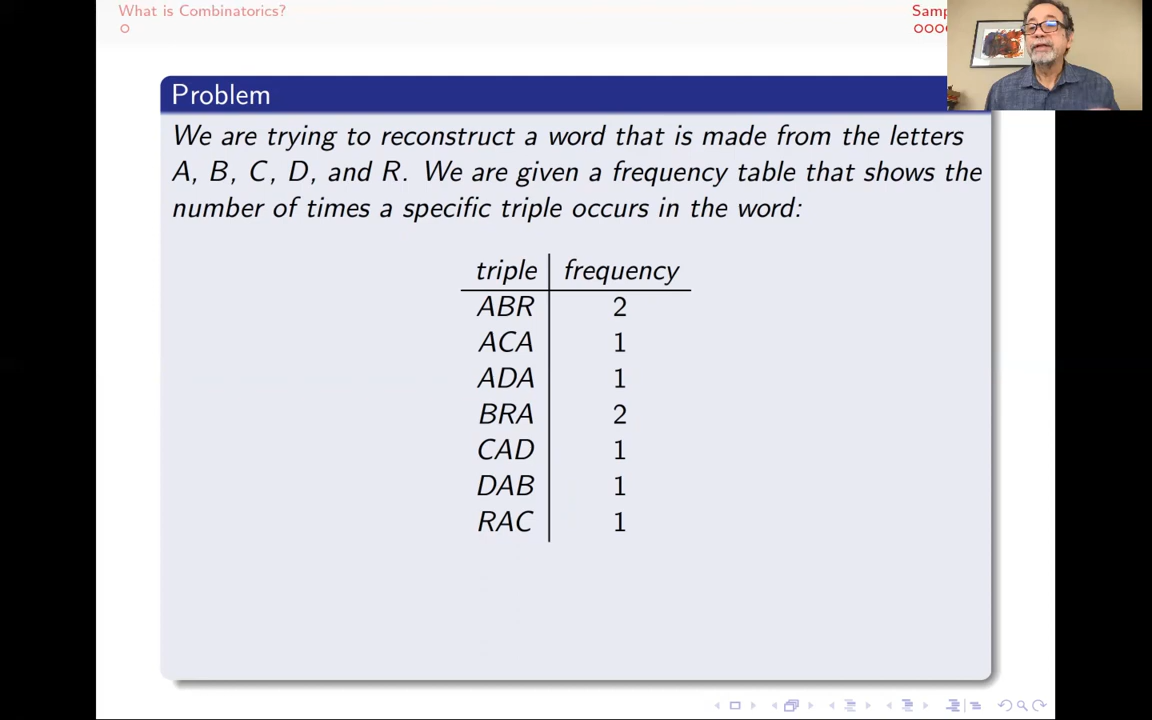 What is Combinatorics?
Problem
We are trying to reconstruct a word that is made from the letters
A, B, C, D, and R. We are given a frequency table that shows the
number of times a specific triple occurs in the word:
triple frequency
ABR 2
ACA 1
ADA 1
BRA 2
CAD 1
DAB 1
RAC 1